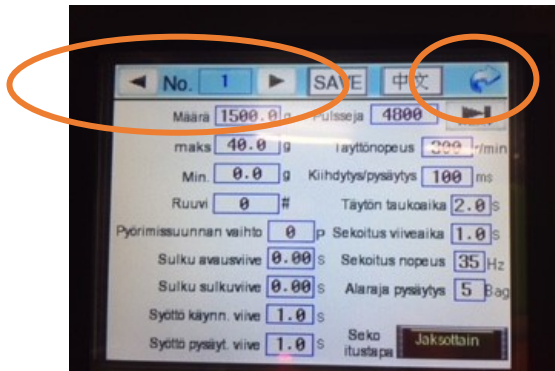 No. 1 SAVE 中文
Määrä 1500.0 g Pulsseja 4800
maks 40.0 g Täyttönopeus 300 r/min
Min. 0.0 g Kiihdytys/pysäytys 100 ms
Ruuvi 0 # Täytön taukoaika 2.0 s
Pyörimissuunnan vaihto 0 p Sekoitus viiveaika 1.0 s
Sulku avausviive 0.00 s Sekoitus nopeus 35 Hz
Sulku sulkuviive 0.00 s Alaraja pysäytys 5 Bag
Syöttö käynn. viive 1.0 s
Seko
itustapa Jaksottain
Syöttö pysäyt. viive 1.0 s